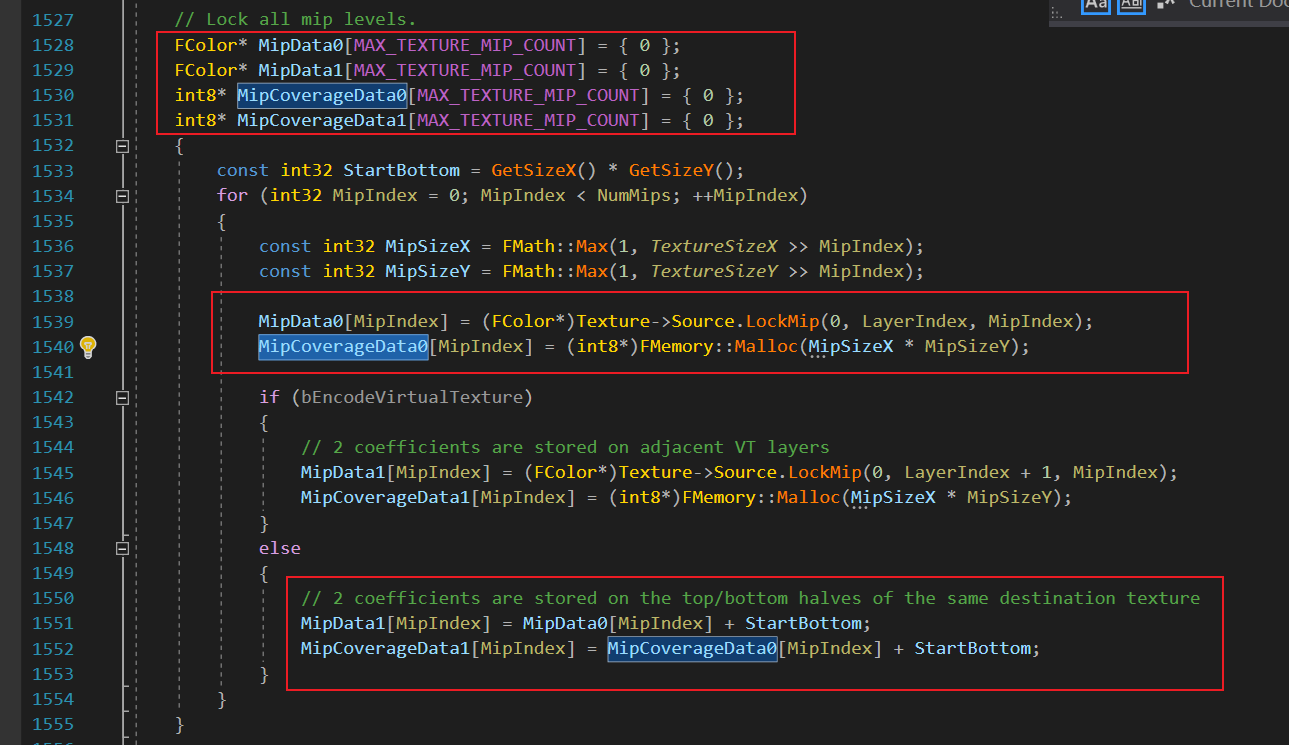 Aa Abl Current Doc
1527 // Lock all mip levels.
1528 FColor* MipData0[MAX_TEXTURE_MIP_COUNT] = { 0 };
1529 FColor* MipData1[MAX_TEXTURE_MIP_COUNT] = { 0 };
1530 int8* MipCoverageData0[MAX_TEXTURE_MIP_COUNT] = { 0 };
1531 int8* MipCoverageData1[MAX_TEXTURE_MIP_COUNT] = { 0 };
1532 {
1533 const int32 StartBottom = GetSizeX() * GetSizeY();
1534 for (int32 MipIndex = 0; MipIndex < NumMips; ++MipIndex)
1535 {
1536 const int32 MipSizeX = FMath::Max(1, TextureSizeX >> MipIndex);
1537 const int32 MipSizeY = FMath::Max(1, TextureSizeY >> MipIndex);
1538
1539 MipData0[MipIndex] = (FColor*)Texture->Source.LockMip(0, LayerIndex, MipIndex);
1540 MipCoverageData0[MipIndex] = (int8*)FMemory::Malloc(MipSizeX * MipSizeY);
1541
1542 if (bEncodeVirtualTexture)
1543 {
1544 // 2 coefficients are stored on adjacent VT layers
1545 MipData1[MipIndex] = (FColor*)Texture->Source.LockMip(0, LayerIndex + 1, MipIndex);
1546 MipCoverageData1[MipIndex] = (int8*)FMemory::Malloc(MipSizeX * MipSizeY);
1547 }
1548 else
1549 {
1550 // 2 coefficients are stored on the top/bottom halves of the same destination texture
1551 MipData1[MipIndex] = MipData0[MipIndex] + StartBottom;
1552 MipCoverageData1[MipIndex] = MipCoverageData0[MipIndex] + StartBottom;
1553 }
1554 }
1555 }